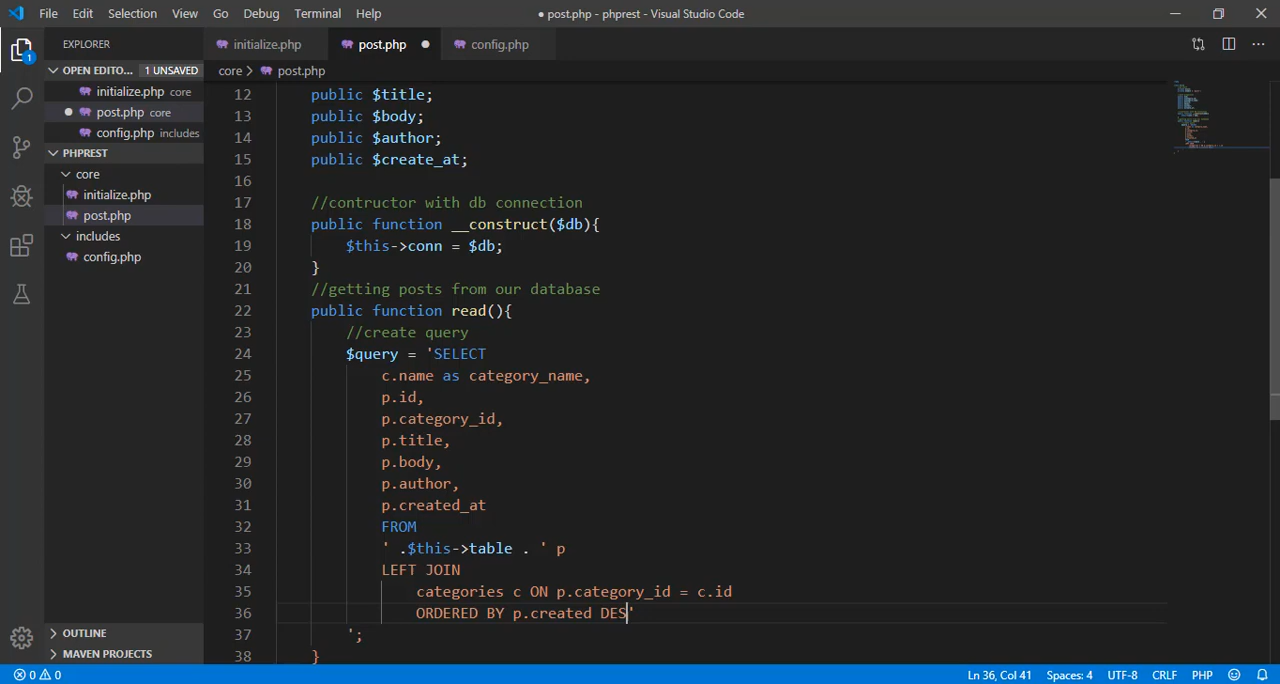 File Edit Selection View Go Debug Terminal Help ● post.php - phprest - Visual Studio Code
EXPLORER initialize.php post.php config.php
OPEN EDITO... 1 UNSAVED core > post.php
initialize.php core
post.php core
config.php includes
PHPREST
core
initialize.php
post.php
includes
config.php
OUTLINE
MAVEN PROJECTS
1
12 public $title;
13 public $body;
14 public $author;
15 public $create_at;
16
17 //contructor with db connection
18 public function __construct($db){
19 $this->conn = $db;
20 }
21 //getting posts from our database
22 public function read(){
23 //create query
24 $query = 'SELECT
25 c.name as category_name,
26 p.id,
27 p.category_id,
28 p.title,
29 p.body,
30 p.author,
31 p.created_at
32 FROM
33 ' .$this->table . ' p
34 LEFT JOIN
35 categories c ON p.category_id = c.id
36 ORDERED BY p.created DES'
37 ';
38 }
0 0 Ln 36, Col 41 Spaces: 4 UTF-8 CRLF PHP